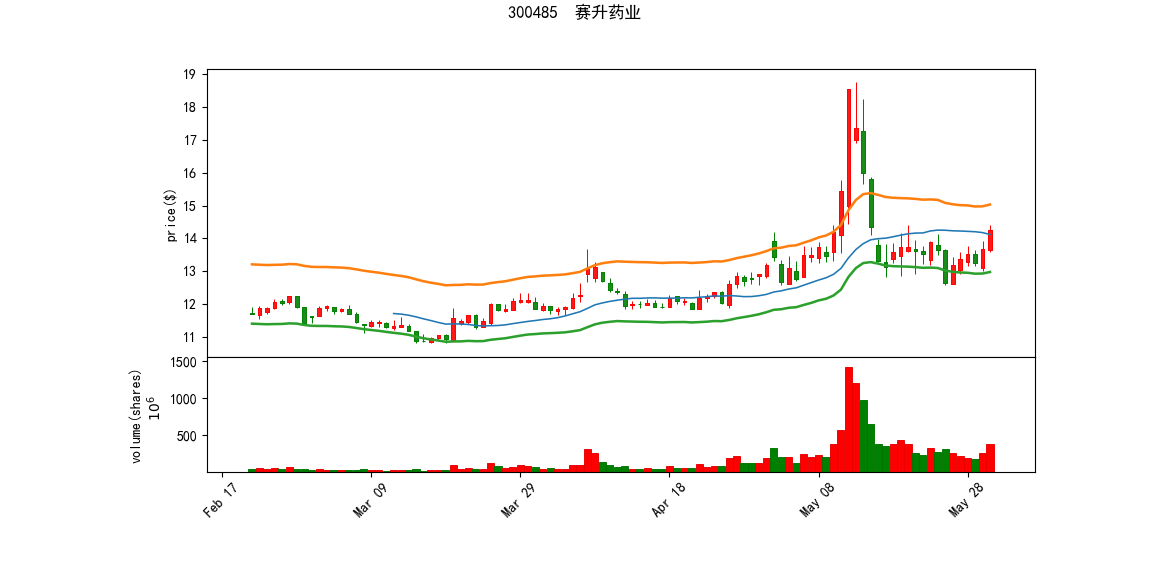 300485 赛升药业
19
18
17
16
15
14
13
12
11
price($)
1500
1000
500
volume(shares)
10^6
Feb 17
Mar 09
Mar 29
Apr 18
May 08
May 28